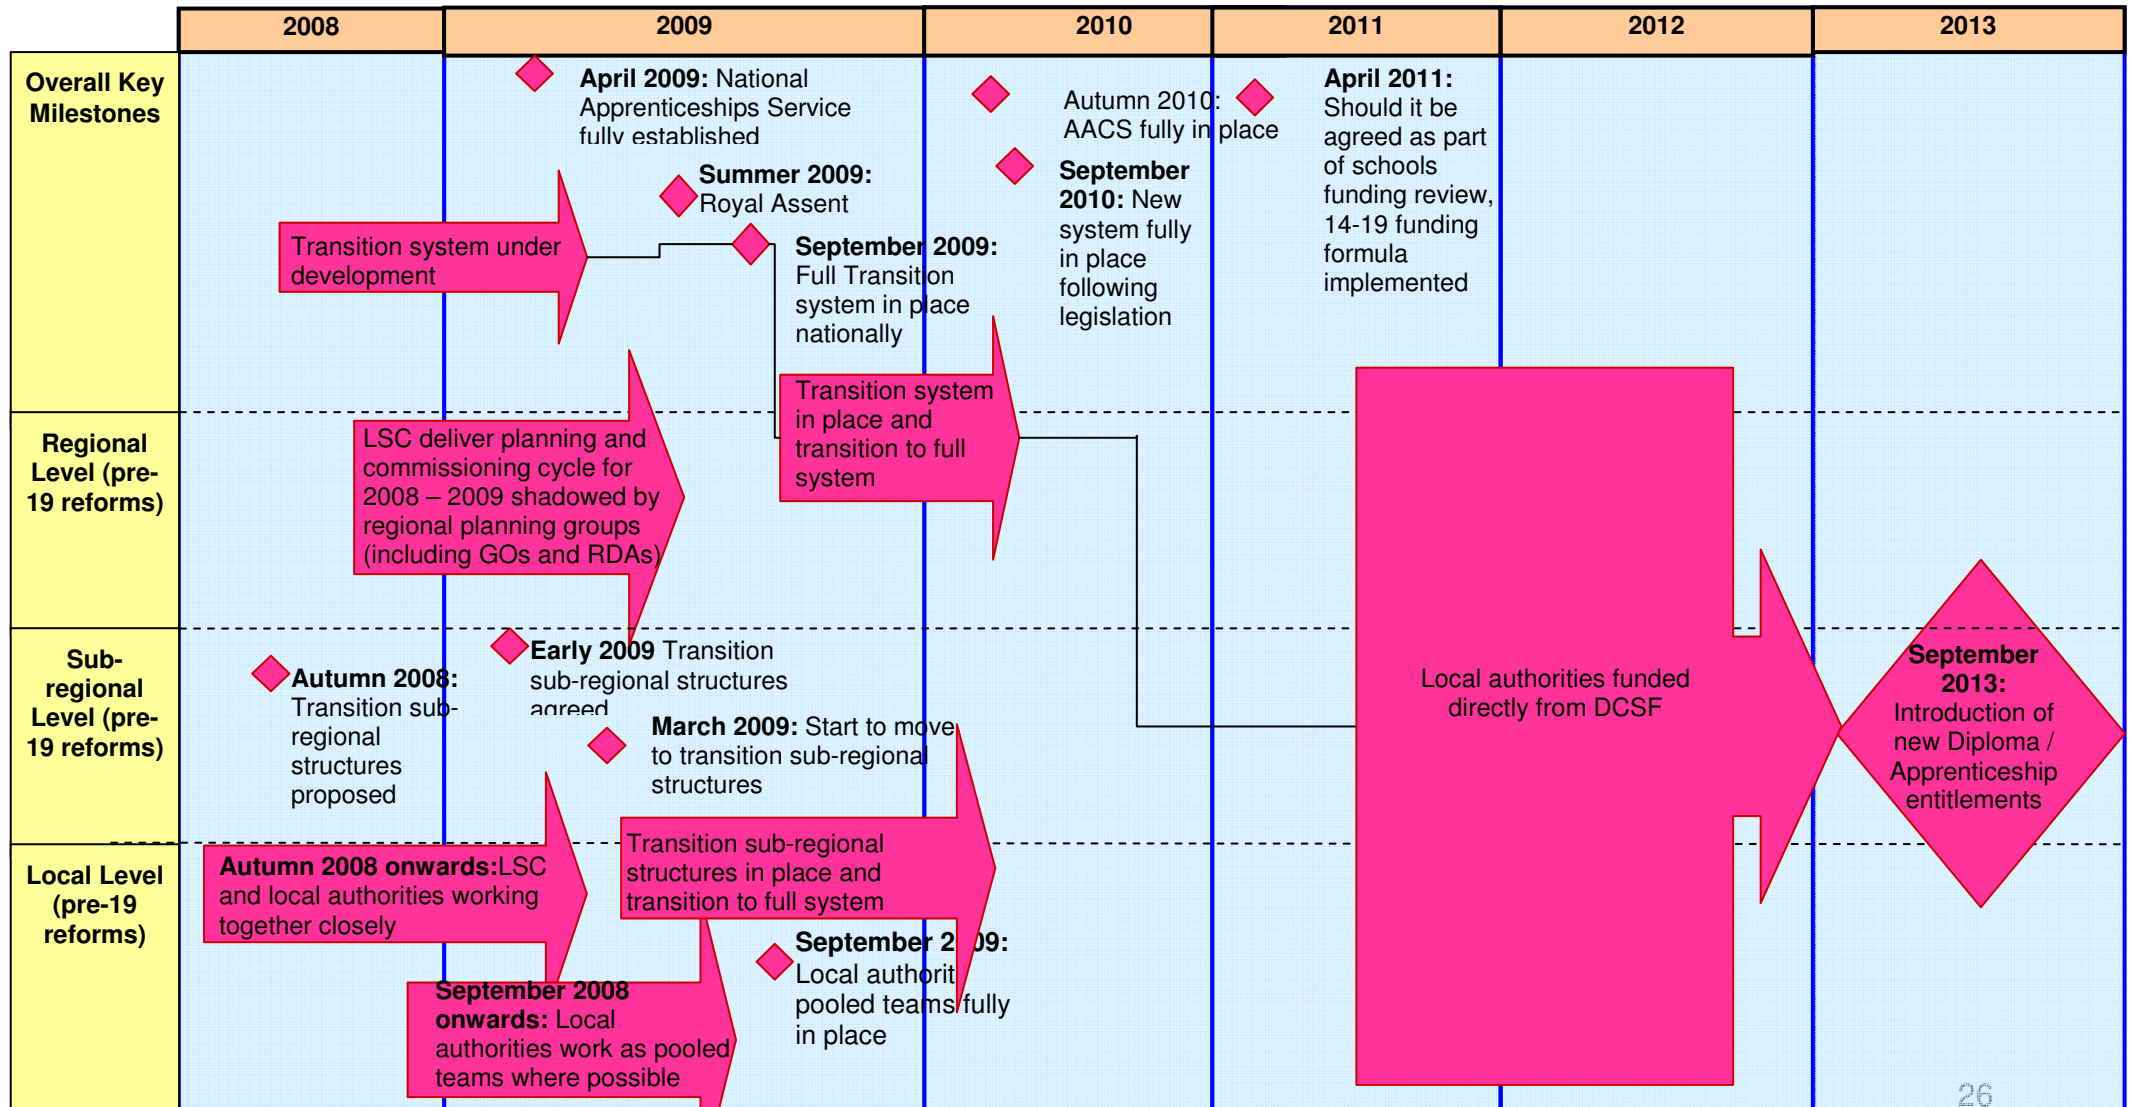 2008
2009
2010
2011
2012
2013
Overall Key
Milestones
April 2009: National
Apprenticeships Service
fully established
Summer 2009:
Royal Assent
Transition system under
development
September 2009:
Full Transition
system in place
nationally
Autumn 2010:
AACS fully in place
September
2010: New
system fully
in place
following
legislation
April 2011:
Should it be
agreed as part
of schools
funding review,
14-19 funding
formula
implemented
Transition system
in place and
transition to full
system
Regional
Level (pre-
19 reforms)
LSC deliver planning and
commissioning cycle for
2008 – 2009 shadowed by
regional planning groups
(including GOs and RDAs)
Sub-
regional
Level (pre-
19 reforms)
Autumn 2008:
Transition sub-
regional
structures
proposed
Early 2009 Transition
sub-regional structures
agreed
March 2009: Start to move
to transition sub-regional
structures
Local authorities funded
directly from DCSF
September
2013:
Introduction of
new Diploma /
Apprenticeship
entitlements
Transition sub-regional
structures in place and
transition to full system
Local Level
(pre-19
reforms)
Autumn 2008 onwards:LSC
and local authorities working
together closely
September 2008
onwards: Local
authorities work as pooled
teams where possible
September 2009:
Local authorit
pooled teams fully
in place
26